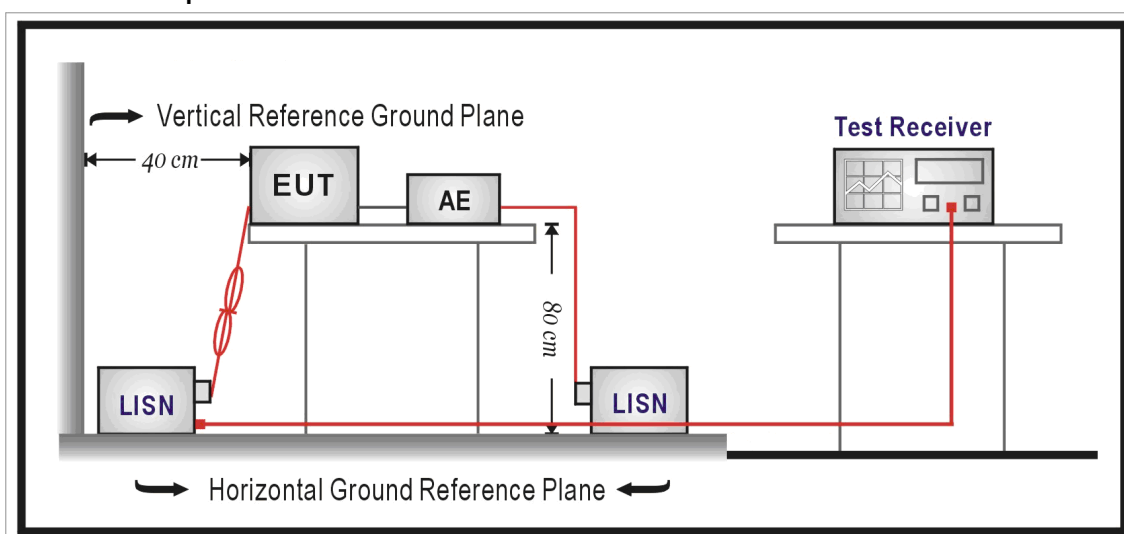 Vertical Reference Ground Plane
40 cm
EUT
AE
Test Receiver
80 cm
LISN
LISN
Horizontal Ground Reference Plane